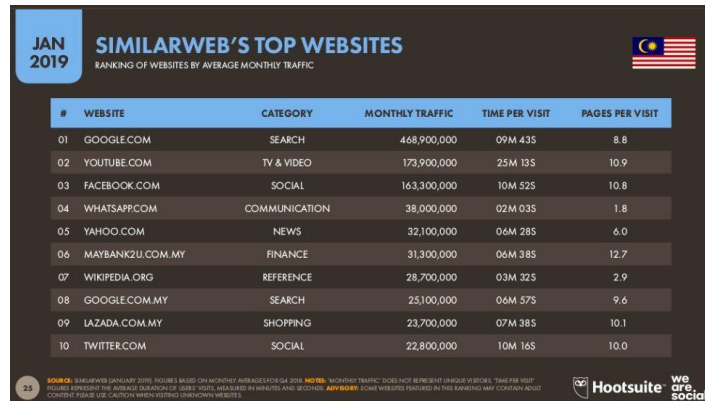 JAN
2019
SIMILARWEB'S TOP WEBSITES
RANKING OF WEBSITES BY AVERAGE MONTHLY TRAFFIC
# WEBSITE CATEGORY MONTHLY TRAFFIC TIME PER VISIT PAGES PER VISIT
01 GOOGLE.COM SEARCH 468,900,000 09M 43S 8.8
02 YOUTUBE.COM TV & VIDEO 173,900,000 25M 13S 10.9
03 FACEBOOK.COM SOCIAL 163,300,000 10M 52S 10.8
04 WHATSAPP.COM COMMUNICATION 38,000,000 02M 03S 1.8
05 YAHOO.COM NEWS 32,100,000 06M 28S 6.0
06 MAYBANK2U.COM.MY FINANCE 31,300,000 06M 38S 12.7
07 WIKIPEDIA.ORG REFERENCE 28,700,000 03M 32S 2.9
08 GOOGLE.COM.MY SEARCH 25,100,000 06M 57S 9.6
09 LAZADA.COM.MY SHOPPING 23,700,000 07M 38S 10.1
10 TWITTER.COM SOCIAL 22,800,000 10M 16S 10.0
25
SOURCE: SIMILARWEB (JANUARY 2019), FIGURES BASED ON MONTHLY AVERAGES FOR Q4 2018. NOTES: 'MONTHLY TRAFFIC' DOES NOT REPRESENT UNIQUE VISITORS. 'TIME PER VISIT'
FIGURES REPRESENT THE AVERAGE DURATION OF USERS' VISITS, MEASURED IN MINUTES AND SECONDS. ADVISORY: SOME WEBSITES FEATURED IN THIS RANKING MAY CONTAIN ADULT
CONTENT. PLEASE USE CAUTION WHEN VISITING UNKNOWN WEBSITES.
Hootsuite
we
are
social